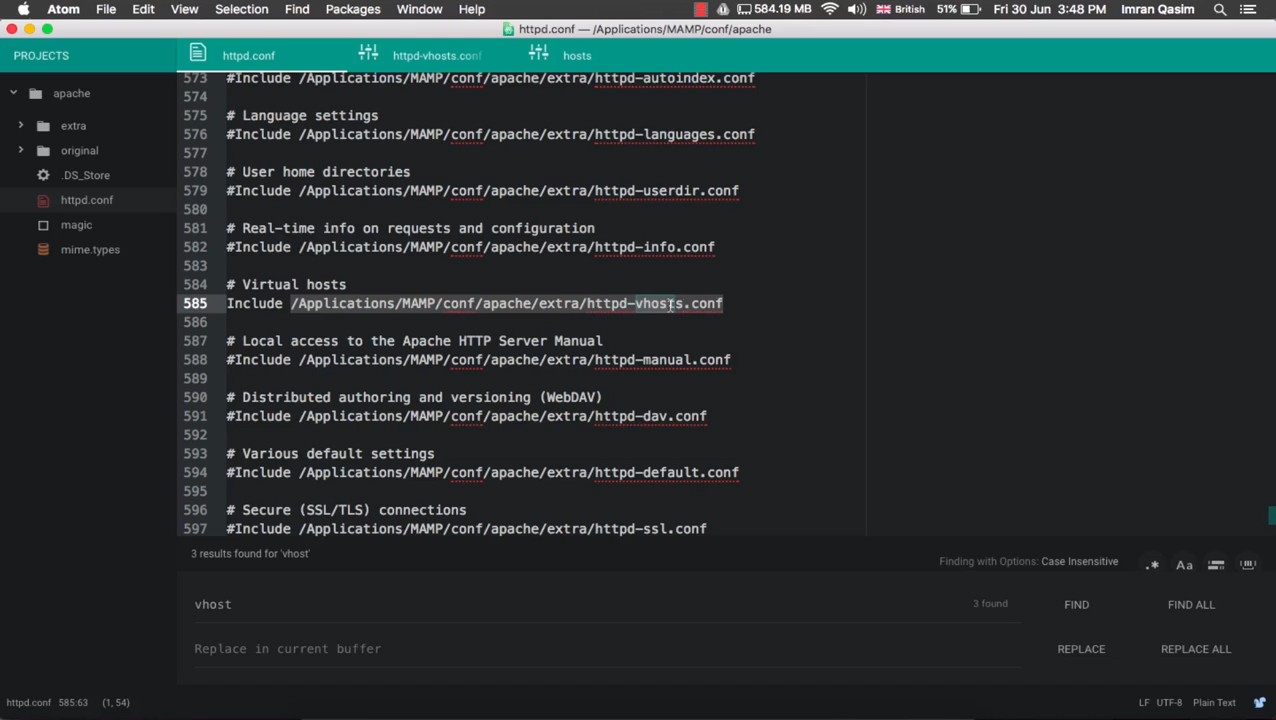 Atom File Edit View Selection Find Packages Window Help 584.19 MB British 51% Fri 30 Jun 3:48 PM Imran Qasim
httpd.conf — /Applications/MAMP/conf/apache
PROJECTS httpd.conf httpd-vhosts.conf hosts
apache
extra
original
.DS_Store
httpd.conf
magic
mime.types
573 #Include /Applications/MAMP/conf/apache/extra/httpd-autoindex.conf
574
575 # Language settings
576 #Include /Applications/MAMP/conf/apache/extra/httpd-languages.conf
577
578 # User home directories
579 #Include /Applications/MAMP/conf/apache/extra/httpd-userdir.conf
580
581 # Real-time info on requests and configuration
582 #Include /Applications/MAMP/conf/apache/extra/httpd-info.conf
583
584 # Virtual hosts
585 Include /Applications/MAMP/conf/apache/extra/httpd-vhosts.conf
586
587 # Local access to the Apache HTTP Server Manual
588 #Include /Applications/MAMP/conf/apache/extra/httpd-manual.conf
589
590 # Distributed authoring and versioning (WebDAV)
591 #Include /Applications/MAMP/conf/apache/extra/httpd-dav.conf
592
593 # Various default settings
594 #Include /Applications/MAMP/conf/apache/extra/httpd-default.conf
595
596 # Secure (SSL/TLS) connections
597 #Include /Applications/MAMP/conf/apache/extra/httpd-ssl.conf
3 results found for 'vhost' Finding with Options: Case Insensitive .* Aa
vhost 3 found FIND FIND ALL
Replace in current buffer REPLACE REPLACE ALL
httpd.conf 585:63 (1, 54) LF UTF-8 Plain Text